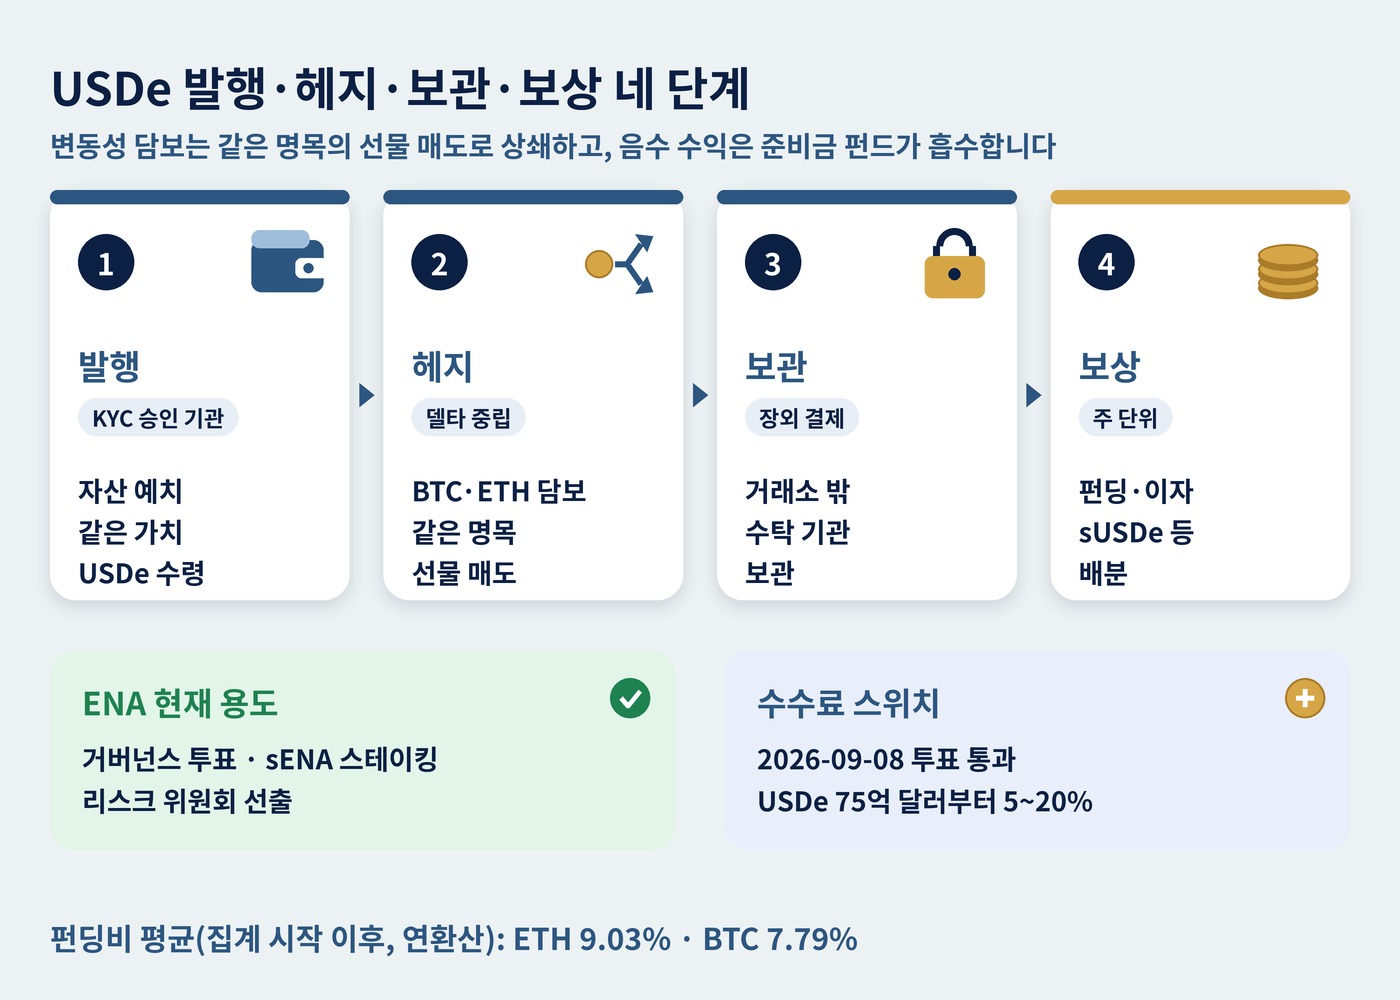 USDe 발행·헤지·보관·보상 네 단계
변동성 담보는 같은 명목의 선물 매도로 상쇄하고, 음수 수익은 준비금 펀드가 흡수합니다
1
발행
KYC 승인 기관
자산 예치
같은 가치
USDe 수령
2
헤지
델타 중립
BTC·ETH 담보
같은 명목
선물 매도
3
보관
장외 결제
거래소 밖
수탁 기관
보관
4
보상
주 단위
펀딩·이자
sUSDe 등
배분
ENA 현재 용도
거버넌스 투표 · sENA 스테이킹
리스크 위원회 선출
수수료 스위치
2026-09-08 투표 통과
USDe 75억 달러부터 5~20%
펀딩비 평균(집계 시작 이후, 연환산): ETH 9.03% · BTC 7.79%